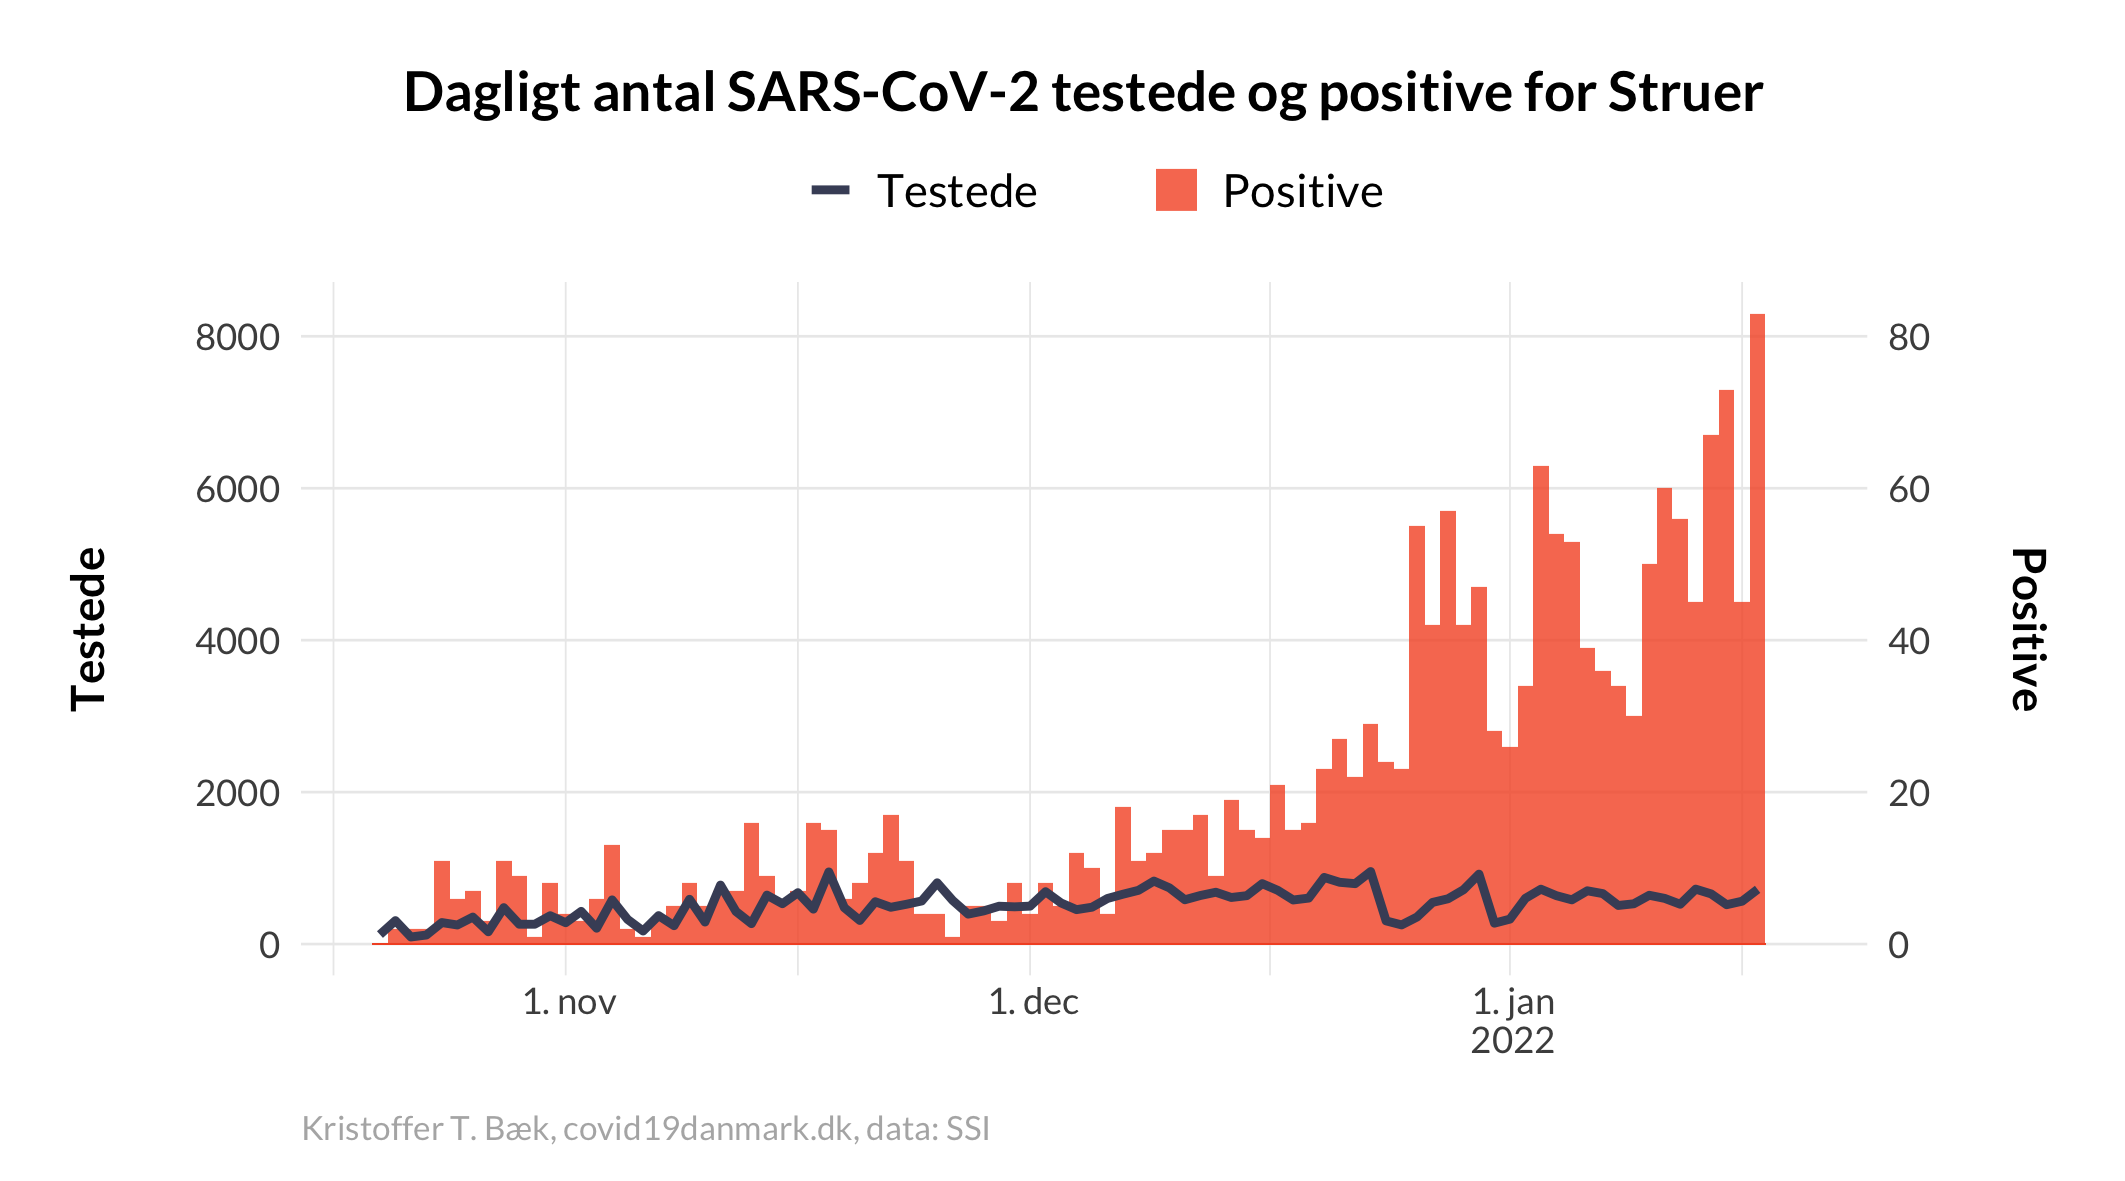 Dagligt antal SARS-CoV-2 testede og positive for Struer
Testede
Positive
8000
6000
4000
2000
0
80
60
40
20
0
Testede
Positive
1. nov
1. dec
1. jan
2022
Kristoffer T. Bæk, covid19danmark.dk, data: SSI